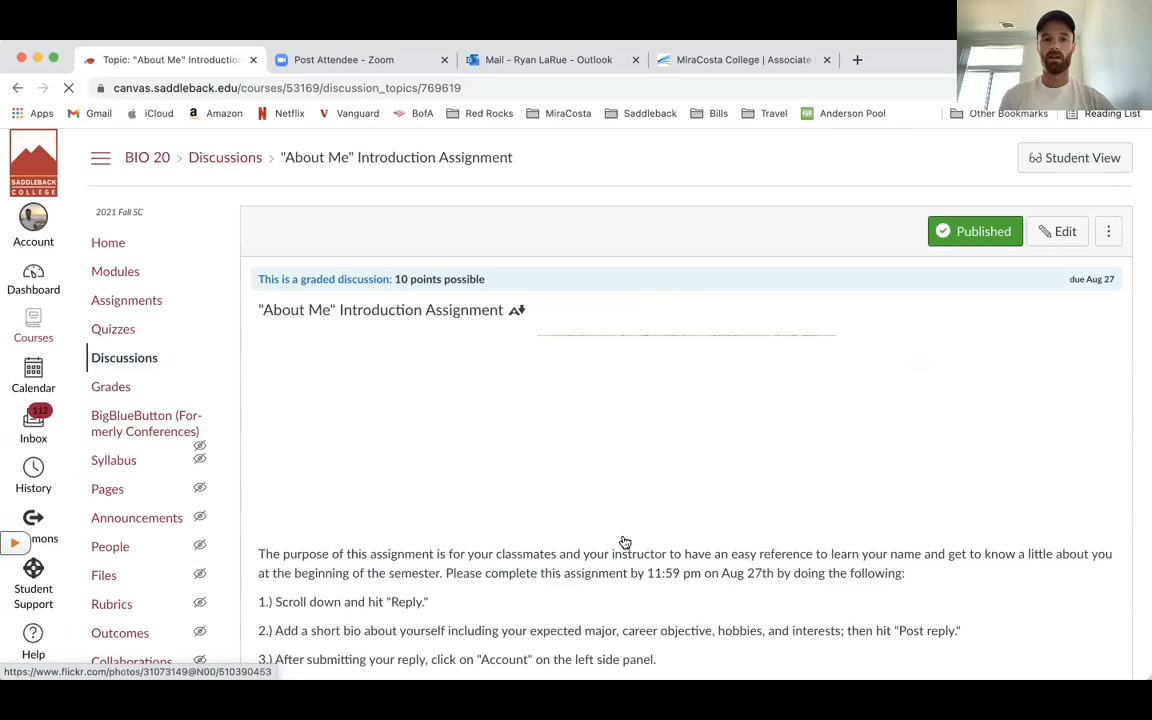 Topic: "About Me" Introduction
Post Attendee - Zoom
Mail - Ryan LaRue - Outlook
MiraCosta College | Associate
canvas.saddleback.edu/courses/53169/discussion_topics/769619
Apps
Gmail
iCloud
Amazon
Netflix
Vanguard
BofA
Red Rocks
MiraCosta
Saddleback
Bills
Travel
Anderson Pool
Other Bookmarks
Reading List
SADDLEBACK
COLLEGE
BIO 20 > Discussions > "About Me" Introduction Assignment
Student View
Account
Dashboard
Courses
Calendar
112
Inbox
History
mmons
Student
Support
Help
2021 Fall SC
Home
Modules
Assignments
Quizzes
Discussions
Grades
BigBlueButton (For-
merly Conferences)
Syllabus
Pages
Announcements
People
Files
Rubrics
Outcomes
Collaborations
Published
Edit
This is a graded discussion: 10 points possible
due Aug 27
"About Me" Introduction Assignment
The purpose of this assignment is for your classmates and your instructor to have an easy reference to learn your name and get to know a little about you
at the beginning of the semester. Please complete this assignment by 11:59 pm on Aug 27th by doing the following:
1.) Scroll down and hit "Reply."
2.) Add a short bio about yourself including your expected major, career objective, hobbies, and interests; then hit "Post reply."
3.) After submitting your reply, click on "Account" on the left side panel.
https://www.flickr.com/photos/31073149@N00/510390453